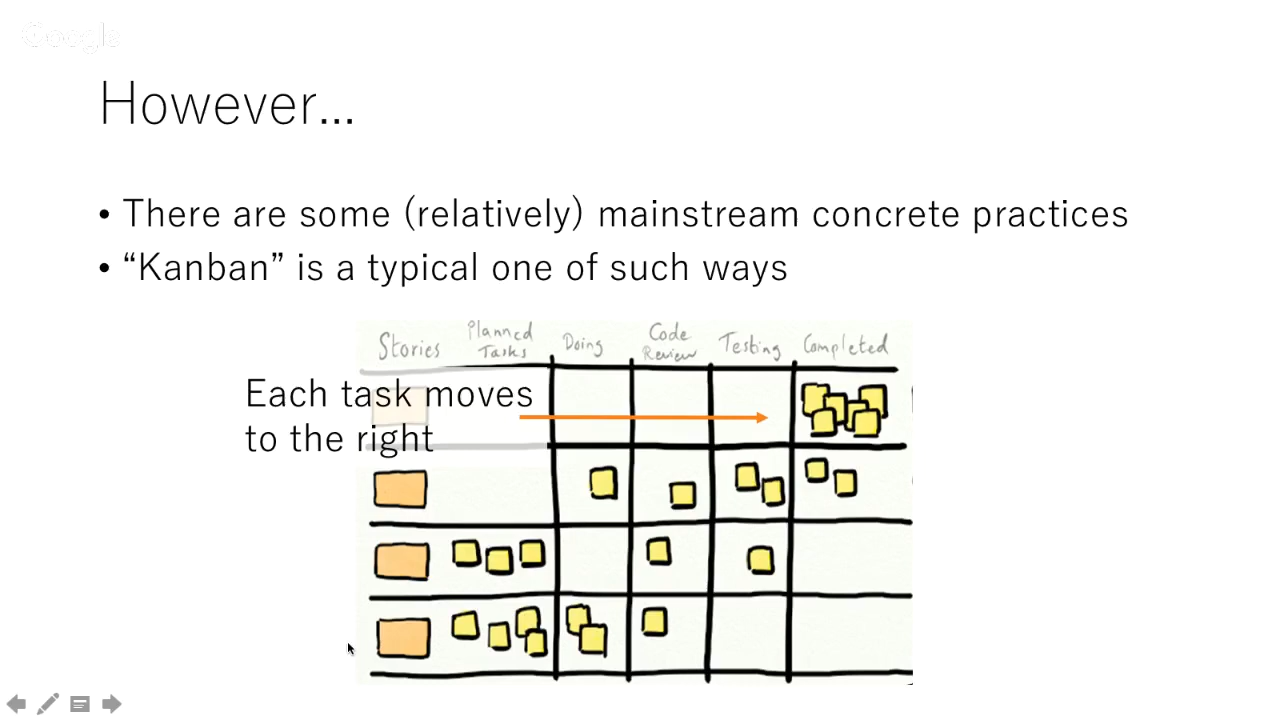 Google
However...
• There are some (relatively) mainstream concrete practices
• “Kanban” is a typical one of such ways
Stories Planned Tasks Doing Code Review Testing Completed
Each task moves
to the right